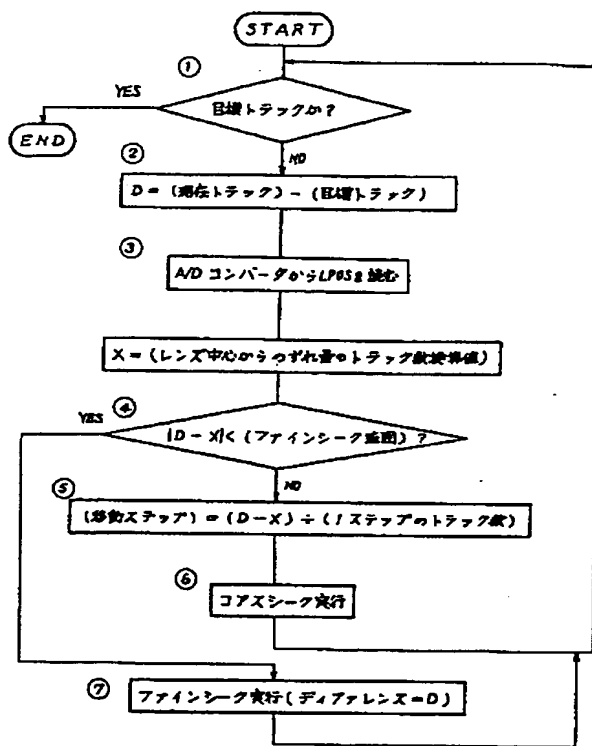 START
①
YES
目標トラックか?
END
NO
②
D = (現在トラック) - (目標トラック)
③
A/D コンバータからLPOSを読む
X = (レンズ中心からのずれ量のトラック数換算値)
④
YES
|D - X| < (ファインシーク範囲) ?
NO
⑤
(移動ステップ) = (D - X) ÷ (1ステップのトラック数)
⑥
コアズシーク実行
⑦
ファインシーク実行 (ディファレンス = D)